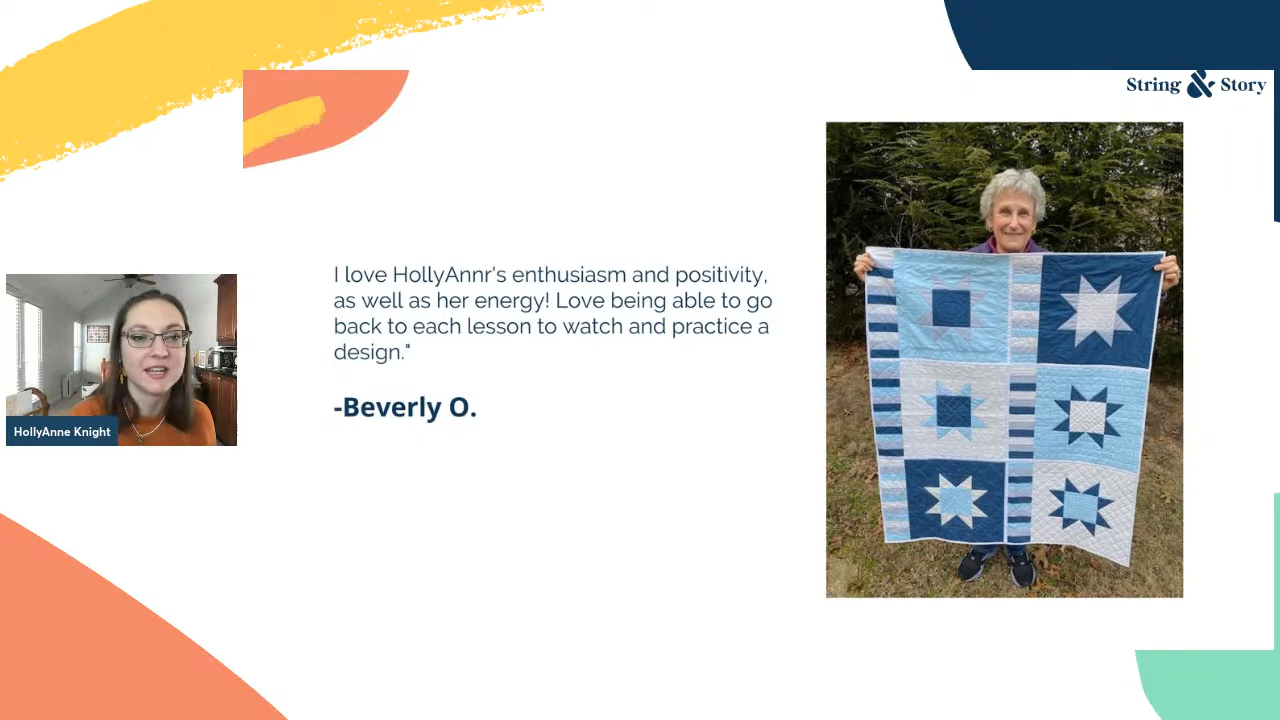 String & Story
I love HollyAnnr's enthusiasm and positivity,
as well as her energy! Love being able to go
back to each lesson to watch and practice a
design."
-Beverly O.
HollyAnne Knight